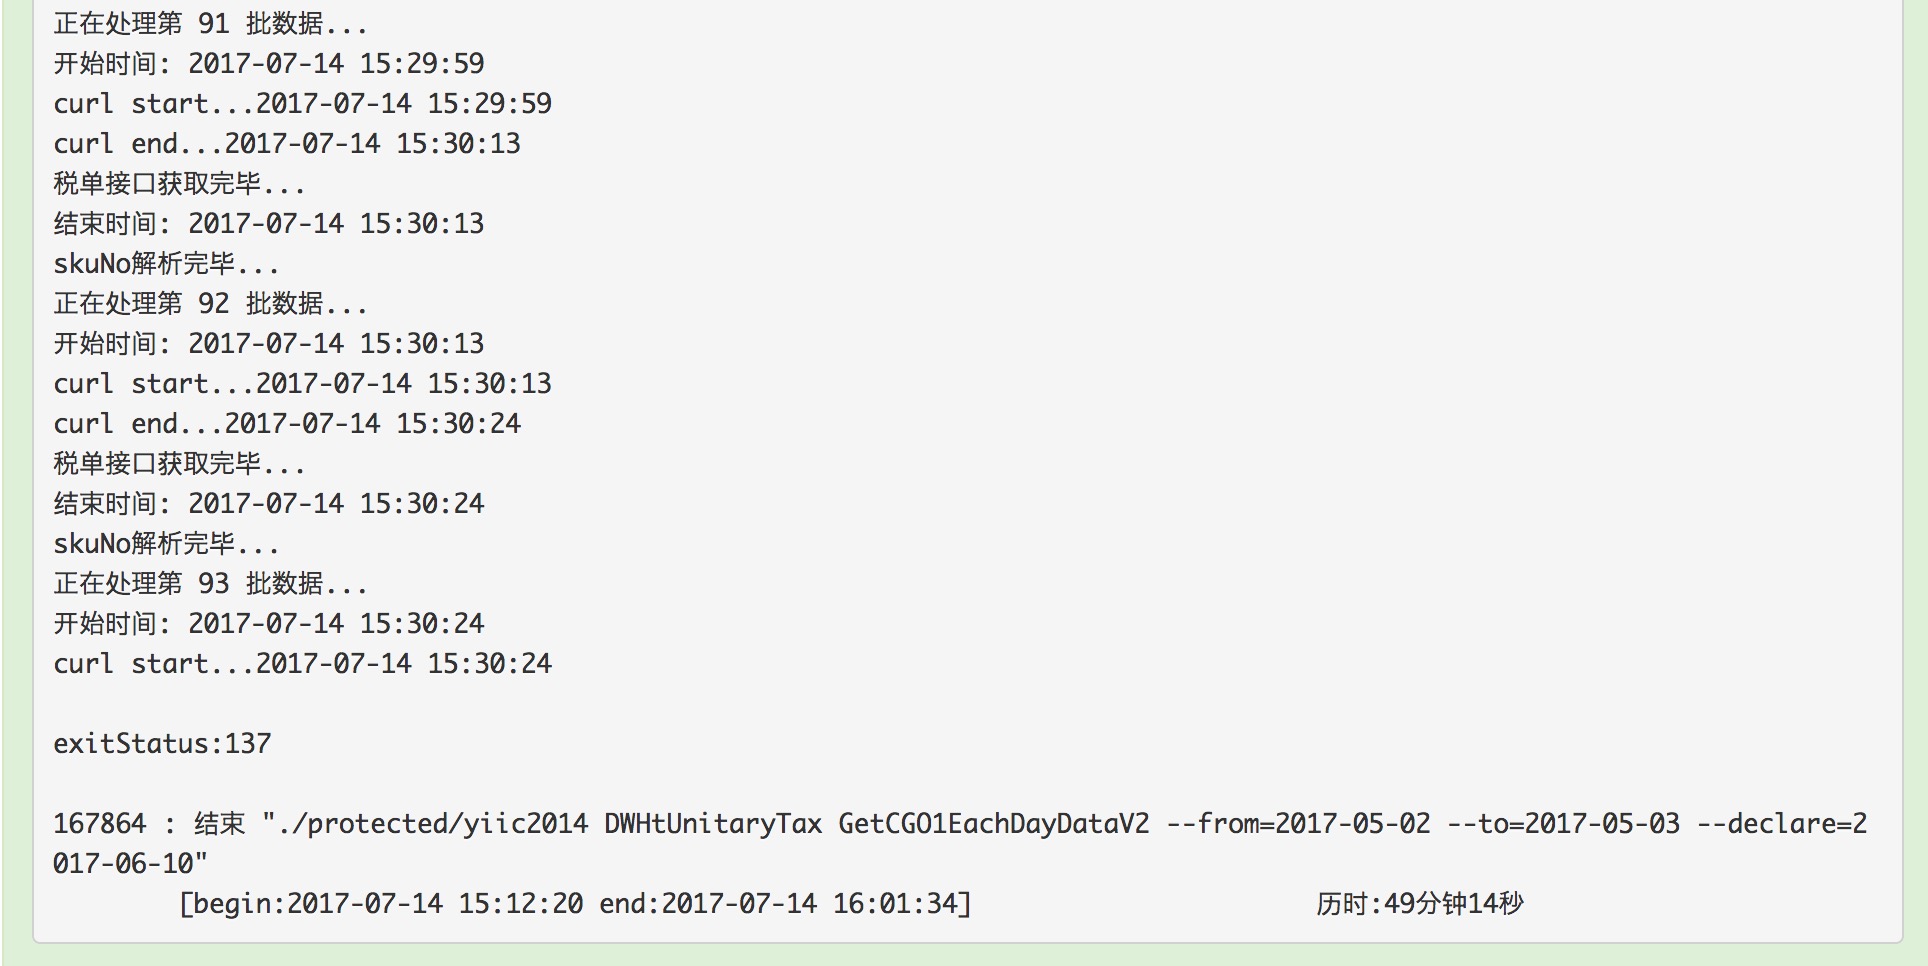 正在处理第 91 批数据...
开始时间: 2017-07-14 15:29:59
curl start...2017-07-14 15:29:59
curl end...2017-07-14 15:30:13
税单接口获取完毕...
结束时间: 2017-07-14 15:30:13
skuNo解析完毕...
正在处理第 92 批数据...
开始时间: 2017-07-14 15:30:13
curl start...2017-07-14 15:30:13
curl end...2017-07-14 15:30:24
税单接口获取完毕...
结束时间: 2017-07-14 15:30:24
skuNo解析完毕...
正在处理第 93 批数据...
开始时间: 2017-07-14 15:30:24
curl start...2017-07-14 15:30:24
exitStatus:137
167864 : 结束 "./protected/yiic2014 DWHtUnitaryTax GetCGO1EachDayDataV2 --from=2017-05-02 --to=2017-05-03 --declare=2
017-06-10"
[begin:2017-07-14 15:12:20 end:2017-07-14 16:01:34] 历时:49分钟14秒